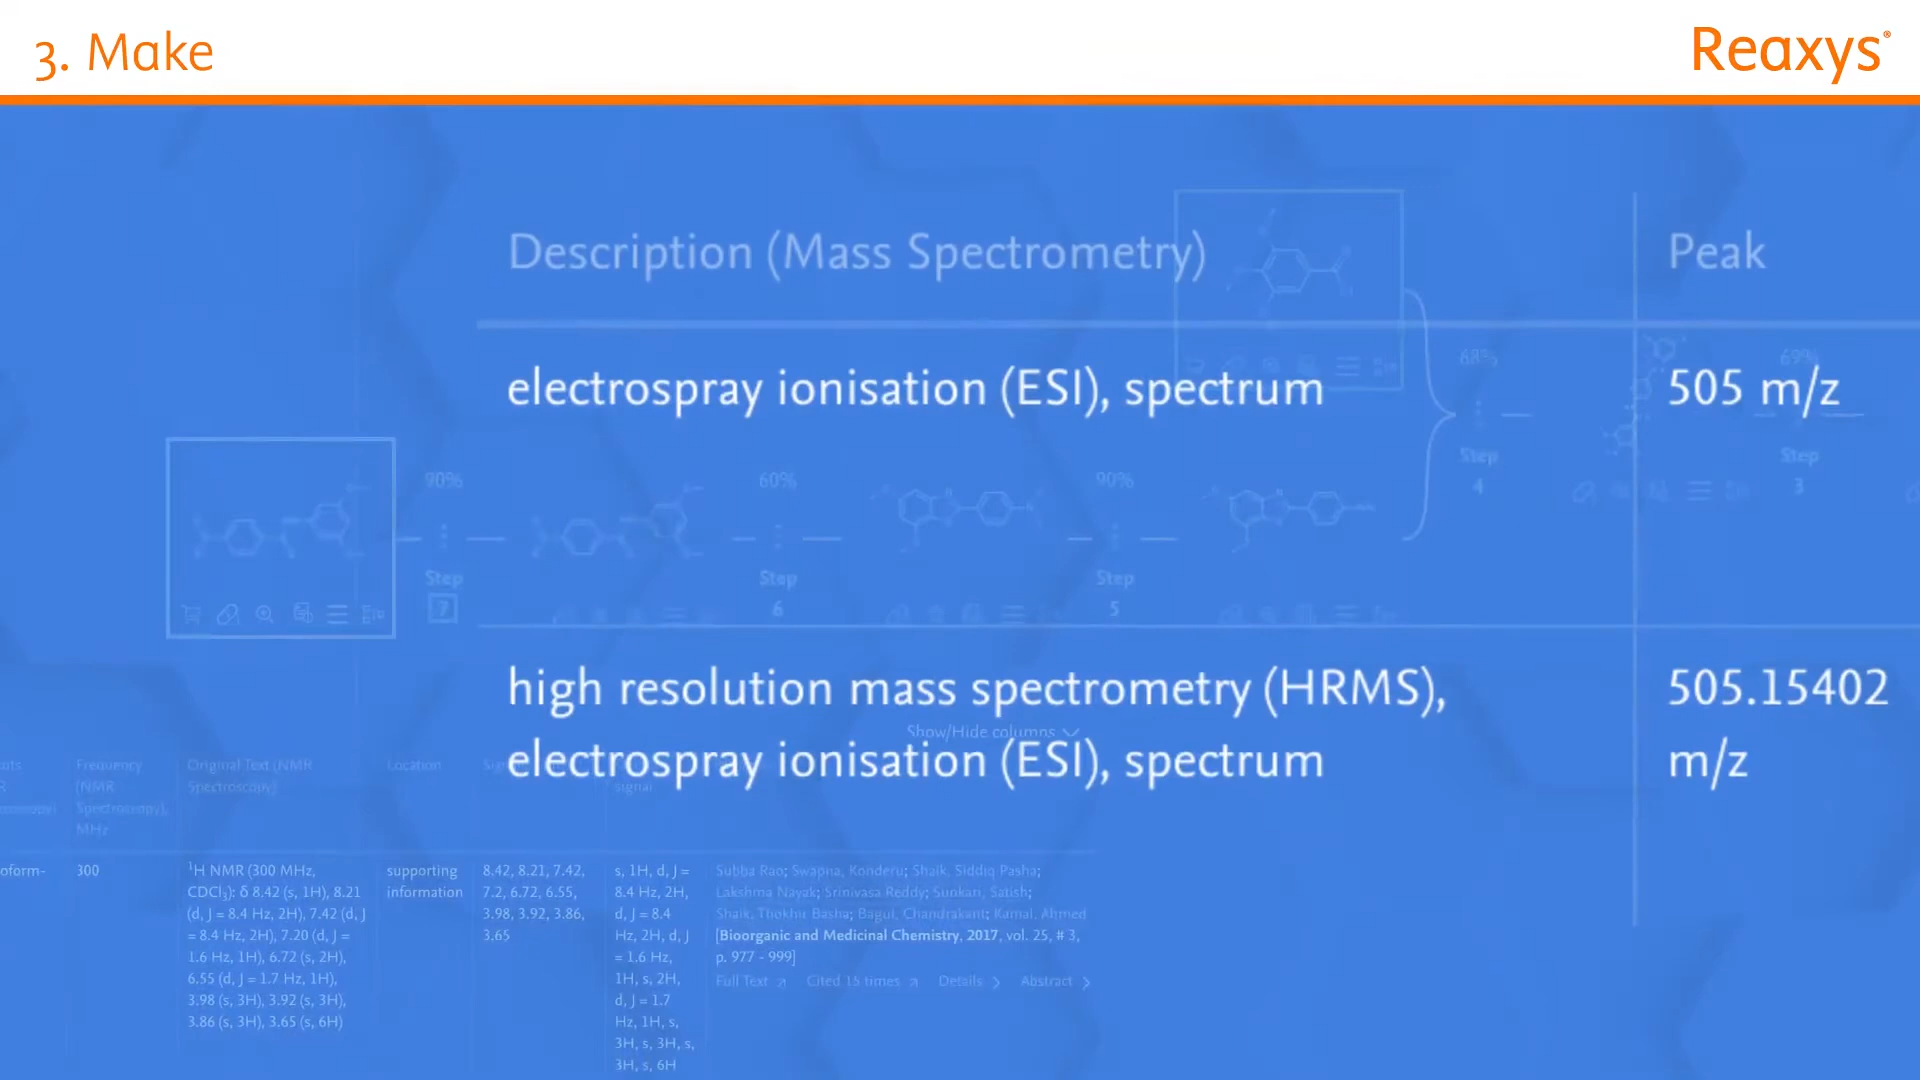 3. Make
Reaxys®
Description (Mass Spectrometry)
Peak
electrospray ionisation (ESI), spectrum
505 m/z
high resolution mass spectrometry (HRMS),
electrospray ionisation (ESI), spectrum
505.15402
m/z
68%
69%
Step
4
Step
3
90%
60%
90%
Step
7
Step
6
Step
5
Show/Hide columns
Frequency
(NMR
Spectroscopy),
MHz
Original Text (NMR
Spectroscopy)
Location
signal
oform-
300
¹H NMR (300 MHz,
CDCl₃): δ 8.42 (s, 1H), 8.21
(d, J = 8.4 Hz, 2H), 7.42 (d, J
= 8.4 Hz, 2H), 7.20 (d, J =
1.6 Hz, 1H), 6.72 (s, 2H),
6.55 (d, J = 1.7 Hz, 1H),
3.98 (s, 3H), 3.92 (s, 3H),
3.86 (s, 3H), 3.65 (s, 6H)
supporting
information
8.42, 8.21, 7.42,
7.2, 6.72, 6.55,
3.98, 3.92, 3.86,
3.65
s, 1H, d, J =
8.4 Hz, 2H,
d, J = 8.4
Hz, 2H, d, J
= 1.6 Hz,
1H, s, 2H,
d, J = 1.7
Hz, 1H, s,
3H, s, 3H, s,
3H, s, 6H
Subba Rao; Swapna, Konderu; Shaik, Siddiq Pasha;
Lakshma Nayak; Srinivasa Reddy; Sunkari, Satish;
Shaik, Thokhir Basha; Bagul, Chandrakant; Kamal, Ahmed
[Bioorganic and Medicinal Chemistry, 2017, vol. 25, # 3,
p. 977 - 999]
Full Text
Cited 15 times
Details
Abstract